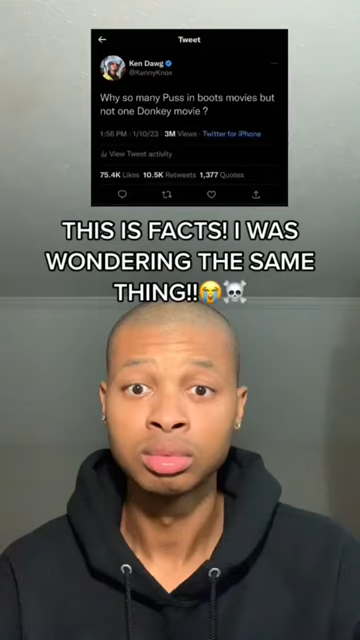 Tweet
Ken Dawg
@KennyKnox
Why so many Puss in boots movies but
not one Donkey movie ?
1:56 PM · 1/10/23 · 3M Views · Twitter for iPhone
View Tweet activity
75.4K Likes 10.5K Retweets 1,377 Quotes
THIS IS FACTS! I WAS
WONDERING THE SAME
THING!!😭☠️